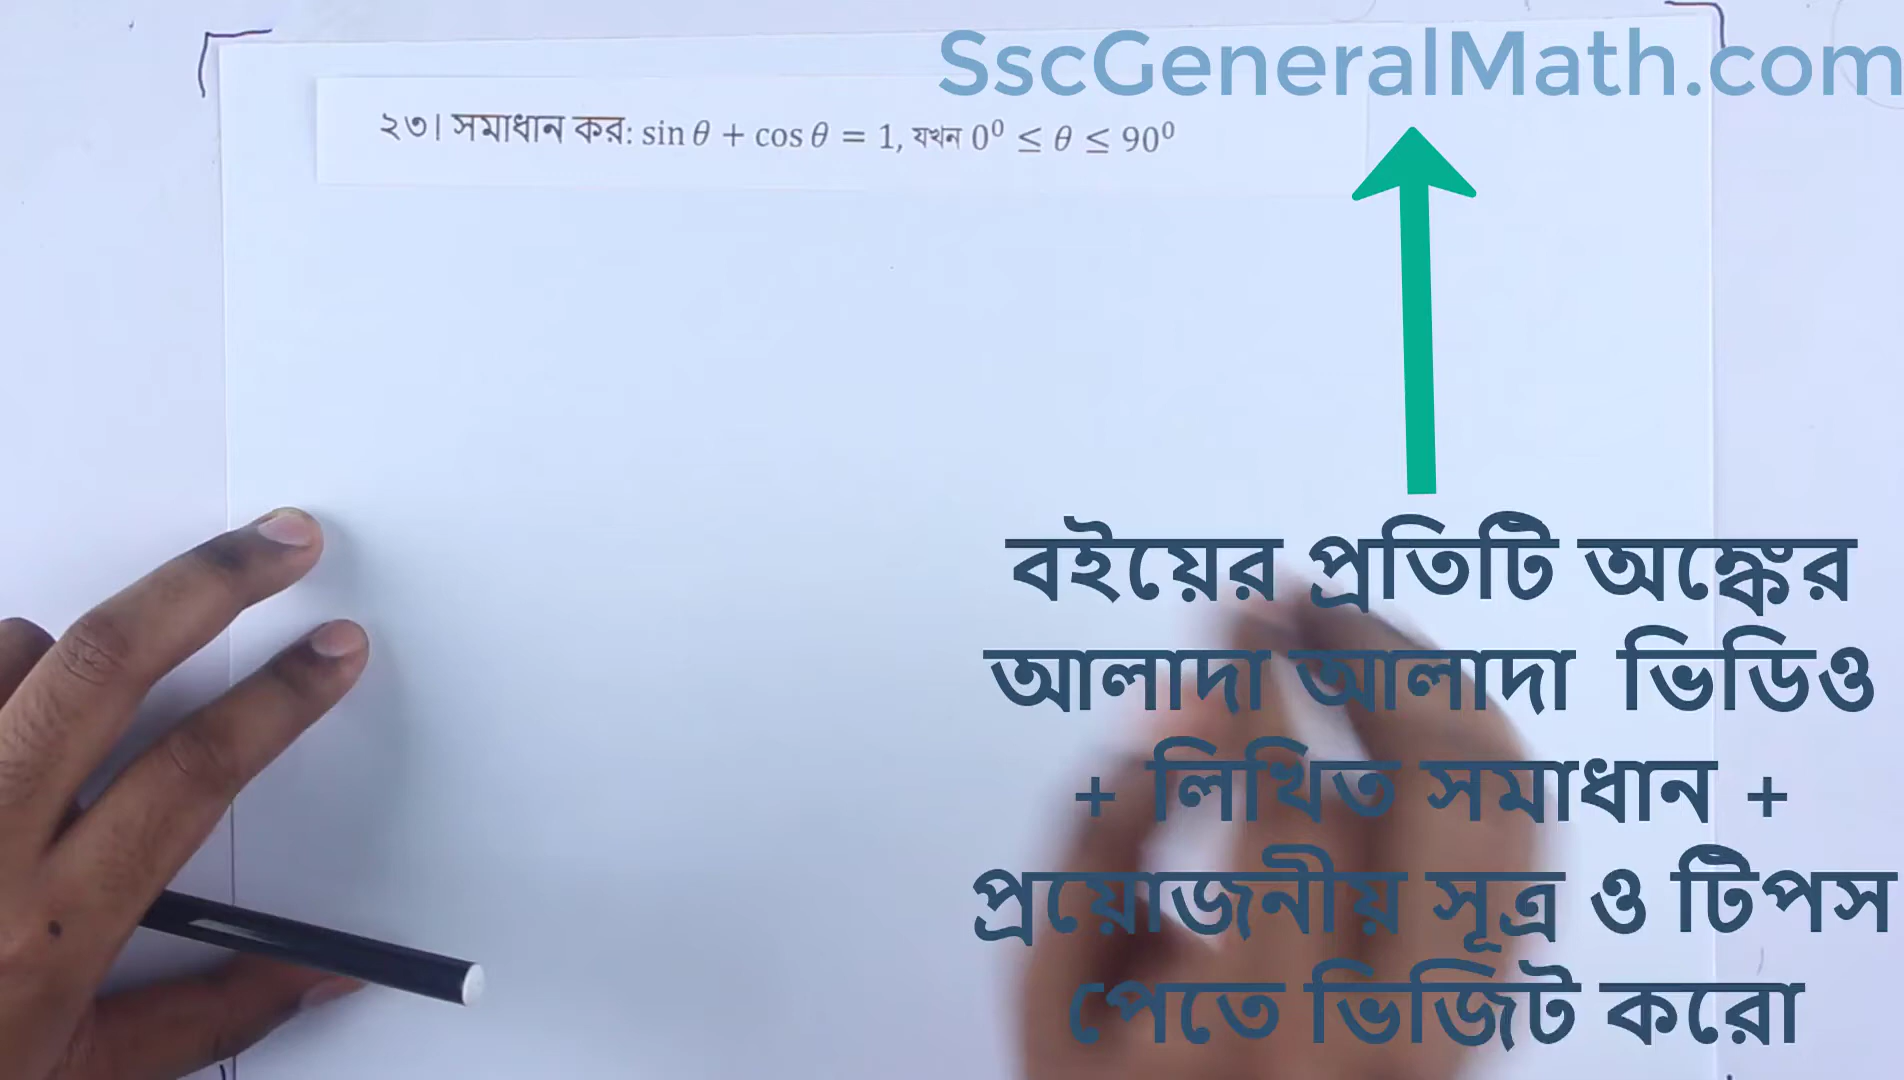 SscGeneralMath.com
২৩। সমাধান কর: sin θ + cos θ = 1, যখন 0⁰ ≤ θ ≤ 90⁰
বইয়ের প্রতিটি অঙ্কের
আলাদা আলাদা ভিডিও
+ লিখিত সমাধান +
প্রয়োজনীয় সূত্র ও টিপস
পেতে ভিজিট করো